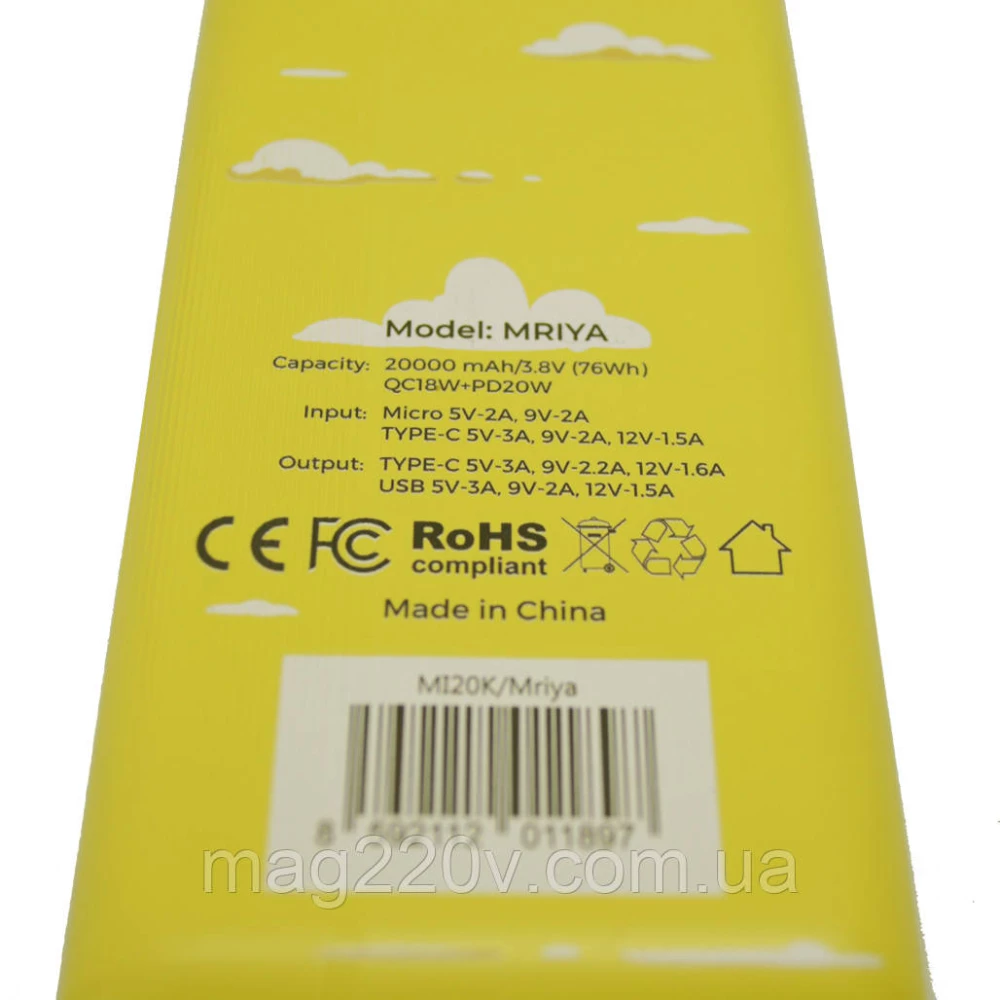 Model: MRIYA
Capacity: 20000 mAh/3.8V (76Wh)
QC18W+PD20W
Input: Micro 5V-2A, 9V-2A
TYPE-C 5V-3A, 9V-2A, 12V-1.5A
Output: TYPE-C 5V-3A, 9V-2.2A, 12V-1.6A
USB 5V-3A, 9V-2A, 12V-1.5A
CE FC RoHS
compliant
Made in China
MI20K/Mriya
8 692112 011897
mag220v.com.ua